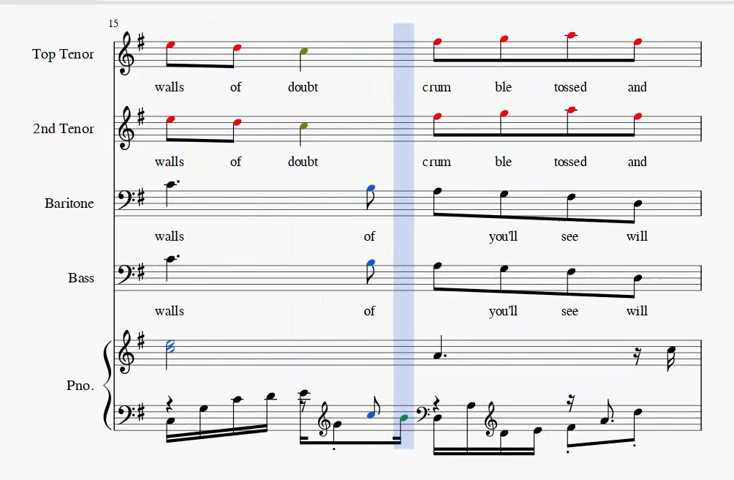 15
Top Tenor
walls of doubt crum ble tossed and
2nd Tenor
walls of doubt crum ble tossed and
Baritone
walls of you'll see will
Bass
walls of you'll see will
Pno.